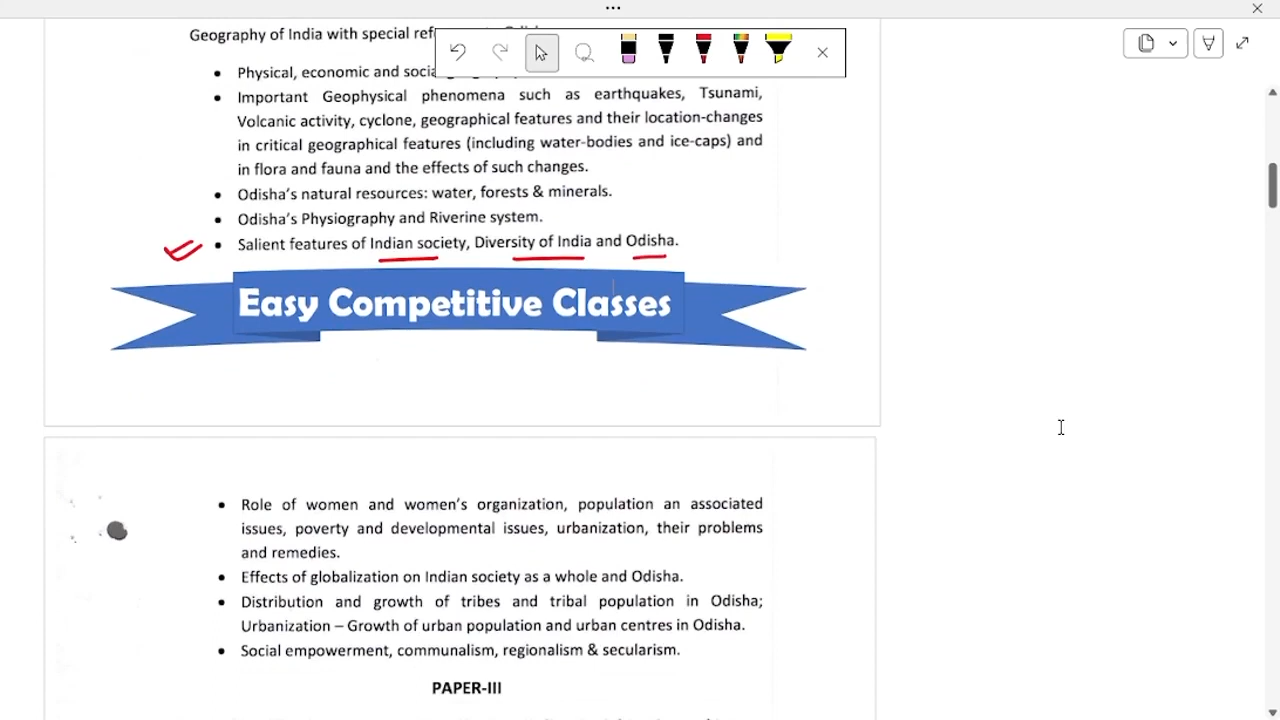 Geography of India with special
Physical, economic and social
Important Geophysical phenomena such as earthquakes, Tsunami,
Volcanic activity, cyclone, geographical features and their location-changes
in critical geographical features (including water-bodies and ice-caps) and
in flora and fauna and the effects of such changes.
Odisha's natural resources: water, forests & minerals.
Odisha's Physiography and Riverine system.
Salient features of Indian society, Diversity of India and Odisha.
Easy Competitive Classes
Role of women and women's organization, population an associated
issues, poverty and developmental issues, urbanization, their problems
and remedies.
Effects of globalization on Indian society as a whole and Odisha.
Distribution and growth of tribes and tribal population in Odisha;
Urbanization – Growth of urban population and urban centres in Odisha.
Social empowerment, communalism, regionalism & secularism.
PAPER-III